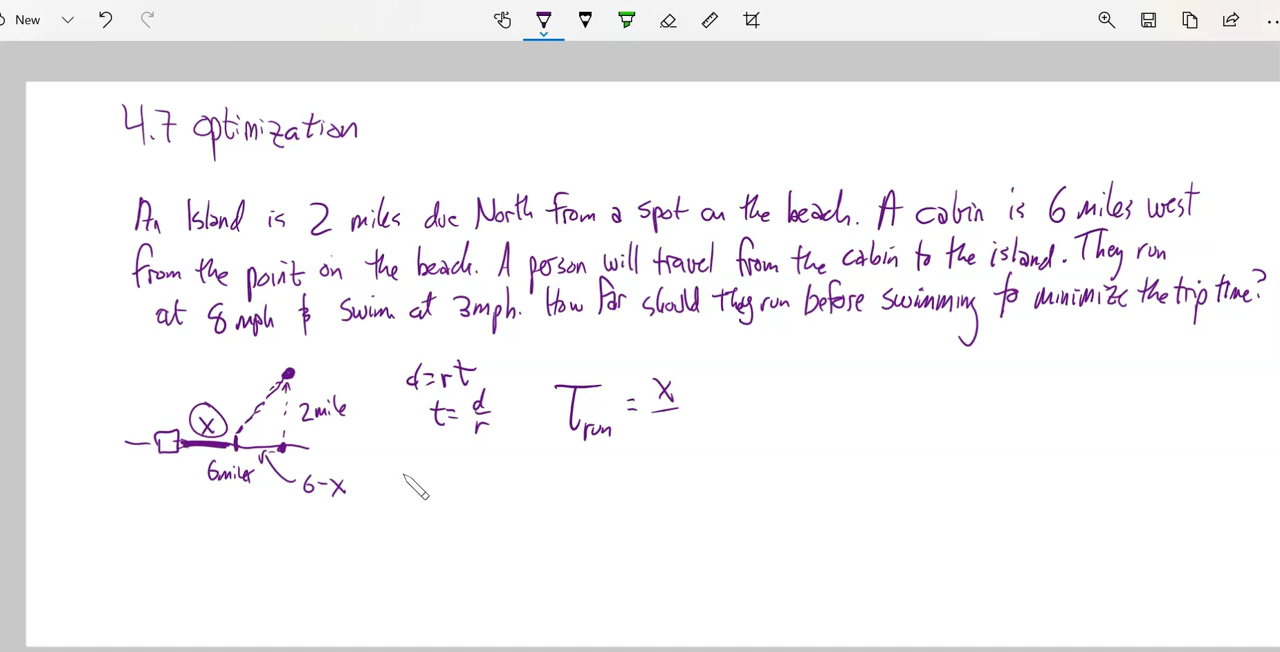 New
4.7 optimization
An Island is 2 miles due North from a spot on the beach. A cabin is 6 miles west
from the point on the beach. A person will travel from the cabin to the island. They run
at 8 mph & swim at 3mph. How far should they run before swimming to minimize the trip time?
d=rt
t=d/r
T run = x
x
2 mile
6 miles
6-x